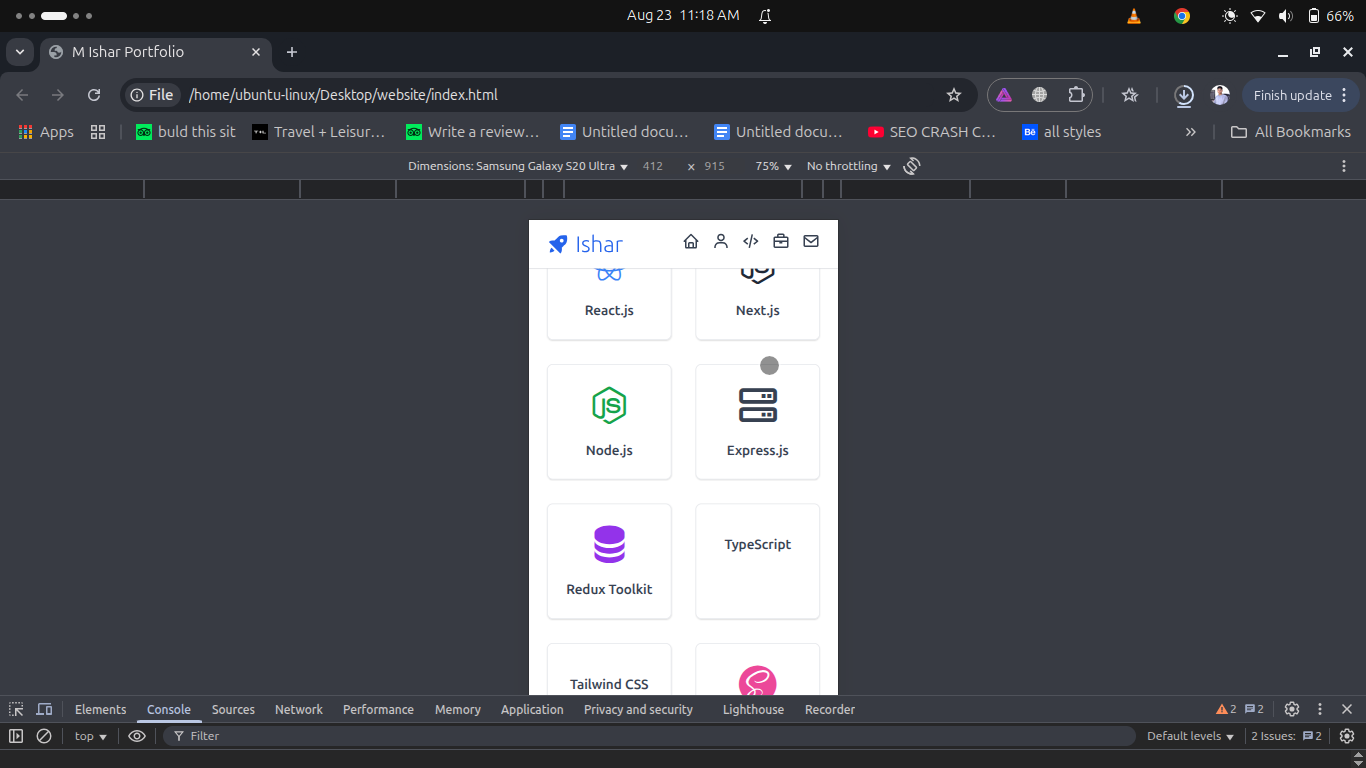 Aug 23 11:18 AM
66%
M Ishar Portfolio
File /home/ubuntu-linux/Desktop/website/index.html
Finish update
Apps
buld this sit
Travel + Leisur…
Write a review…
Untitled docu…
Untitled docu…
SEO CRASH C…
all styles
All Bookmarks
Dimensions: Samsung Galaxy S20 Ultra 412 x 915 75% No throttling
Ishar
React.js
Next.js
Node.js
Express.js
Redux Toolkit
TypeScript
Tailwind CSS
Elements Console Sources Network Performance Memory Application Privacy and security Lighthouse Recorder 2 2
top Filter Default levels 2 Issues: 2